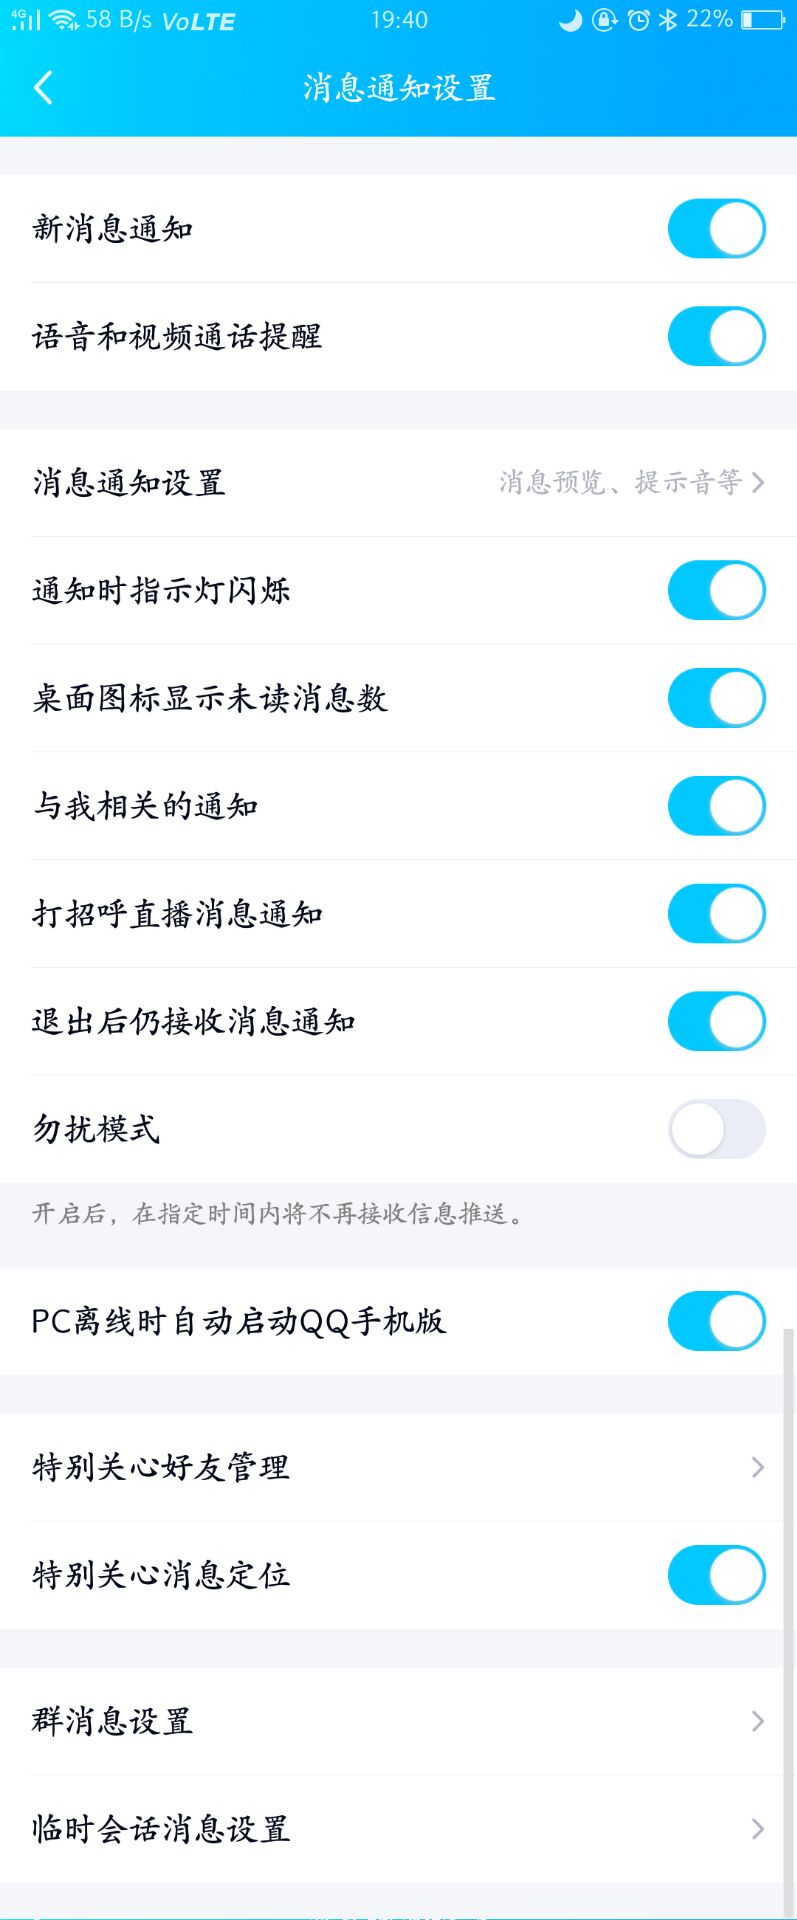 4G 58 B/s VoLTE 19:40 22%
消息通知设置
新消息通知
语音和视频通话提醒
消息通知设置 消息预览、提示音等
通知时指示灯闪烁
桌面图标显示未读消息数
与我相关的通知
打招呼直播消息通知
退出后仍接收消息通知
勿扰模式
开启后，在指定时间内将不再接收信息推送。
PC离线时自动启动QQ手机版
特别关心好友管理
特别关心消息定位
群消息设置
临时会话消息设置